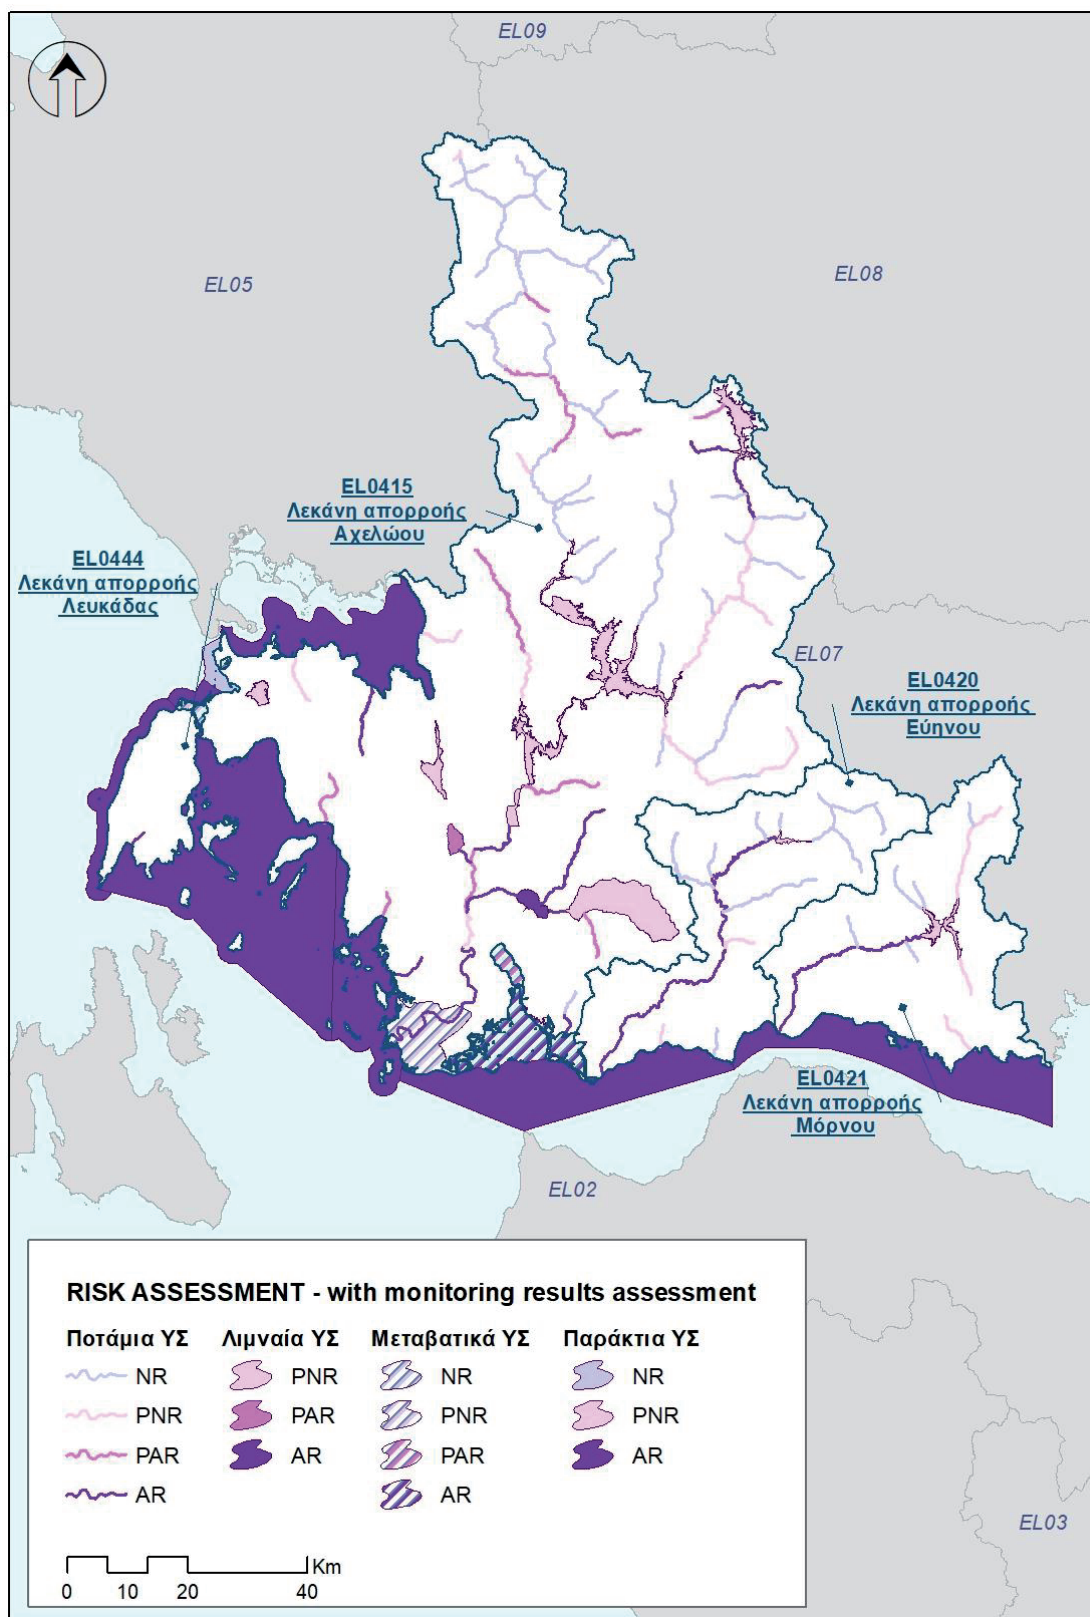 EL09
EL05
EL08
EL0415
Λεκάνη απορροής
Αχελώου
EL0444
Λεκάνη απορροής
Λευκάδας
EL07
EL0420
Λεκάνη απορροής
Εύηνου
EL0421
Λεκάνη απορροής
Μόρνου
EL02
RISK ASSESSMENT - with monitoring results assessment
Ποτάμια ΥΣ Λιμναία ΥΣ Μεταβατικά ΥΣ Παράκτια ΥΣ
NR PNR NR NR
PNR PAR PNR PNR
PAR AR PAR AR
AR AR
EL03
Km
0 10 20 40